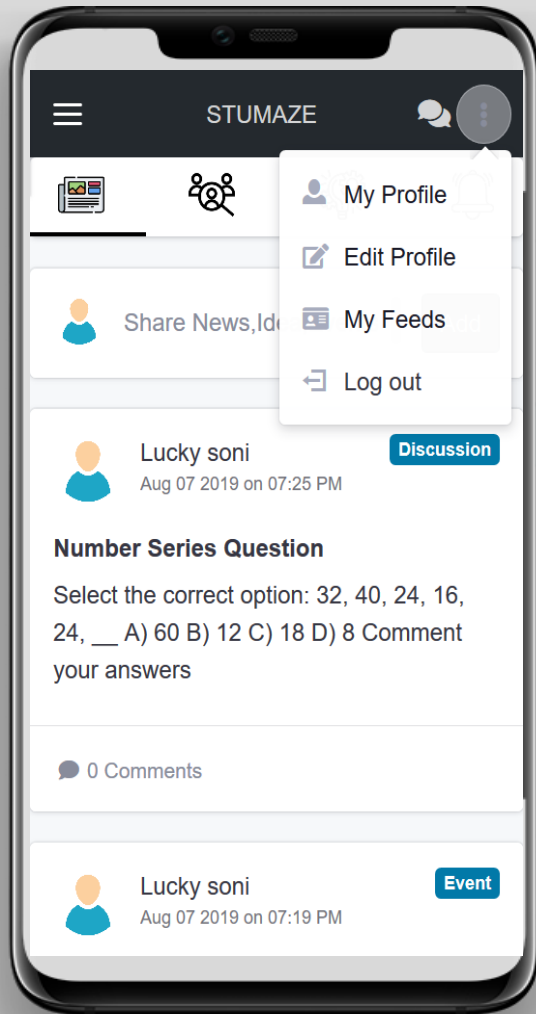 STUMAZE
My Profile
Edit Profile
My Feeds
Log out
Share News,Ide
Lucky soni
Discussion
Aug 07 2019 on 07:25 PM
Number Series Question
Select the correct option: 32, 40, 24, 16,
24, __ A) 60 B) 12 C) 18 D) 8 Comment
your answers
0 Comments
Lucky soni
Event
Aug 07 2019 on 07:19 PM